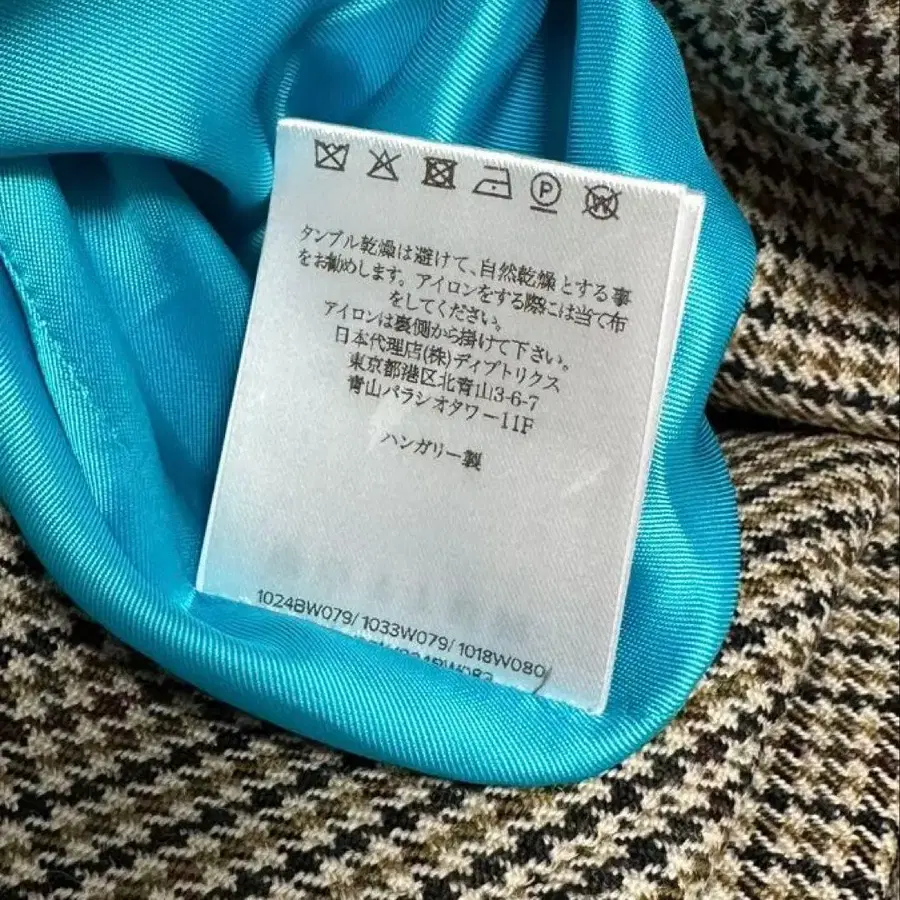 P W
タンブル乾燥は避けて、自然乾燥とする事
をお勧めします。アイロンをする際には当て布
をしてください。
アイロンは裏側から掛けて下さい。
日本代理店(株)ディプトリクス
東京都港区北青山3-6-7
青山パラシオタワー11F
ハンガリー製
1024BW079/1033W079/1018W080/